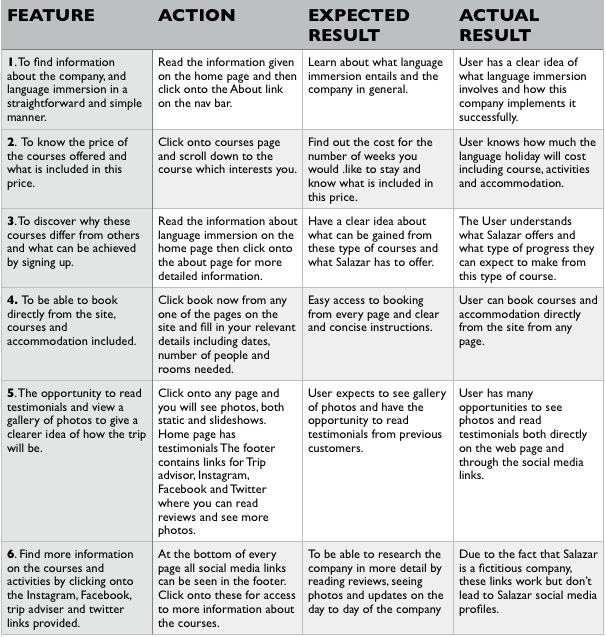 FEATURE
ACTION
EXPECTED
RESULT
ACTUAL
RESULT
1.To find information
about the company, and
language immersion in a
straightforward and simple
manner.
Read the information given
on the home page and then
click onto the About link
on the nav bar.
Learn about what language
immersion entails and the
company in general.
User has a clear idea of
what language immersion
involves and how this
company implements it
successfully.
2. To know the price of
the courses offered and
what is included in this
price.
Click onto courses page
and scroll down to the
course which interests you.
Find out the cost for the
number of weeks you
would .like to stay and
know what is included in
this price.
User knows how much the
language holiday will cost
including course, activities
and accommodation.
3.To discover why these
courses differ from others
and what can be achieved
by signing up.
Read the information about
language immersion on the
home page then click onto
the about page for more
detailed information.
Have a clear idea about
what can be gained from
these type of courses and
what Salazar has to offer.
The User understands
what Salazar offers and
what type of progress they
can expect to make from
this type of course.
4. To be able to book
directly from the site,
courses and
accommodation included.
Click book now from any
one of the pages on the
site and fill in your relevant
details including dates,
number of people and
rooms needed.
Easy access to booking
from every page and clear
and concise instructions.
User can book courses and
accommodation directly
from the site from any
page.
5.The opportunity to read
testimonials and view a
gallery of photos to give a
clearer idea of how the trip
will be.
Click onto any page and
you will see photos, both
static and slideshows.
Home page has
testimonials The footer
contains links for Trip
advisor, Instagram,
Facebook and Twitter
where you can read
reviews and see more
photos.
User expects to see gallery
of photos and have the
opportunity to read
testimonials from previous
customers.
User has many
opportunities to see
photos and read
testimonials both directly
on the web page and
through the social media
links.
6. Find more information
on the courses and
activities by clicking onto
the Instagram, Facebook,
trip adviser and twitter
links provided.
At the bottom of every
page all social media links
can be seen in the footer.
Click onto these for access
to more information about
the courses.
To be able to research the
company in more detail by
reading reviews, seeing
photos and updates on the
day to day of the company
Due to the fact that Salazar
is a fictitious company,
these links work but don't
lead to Salazar social media
profiles.